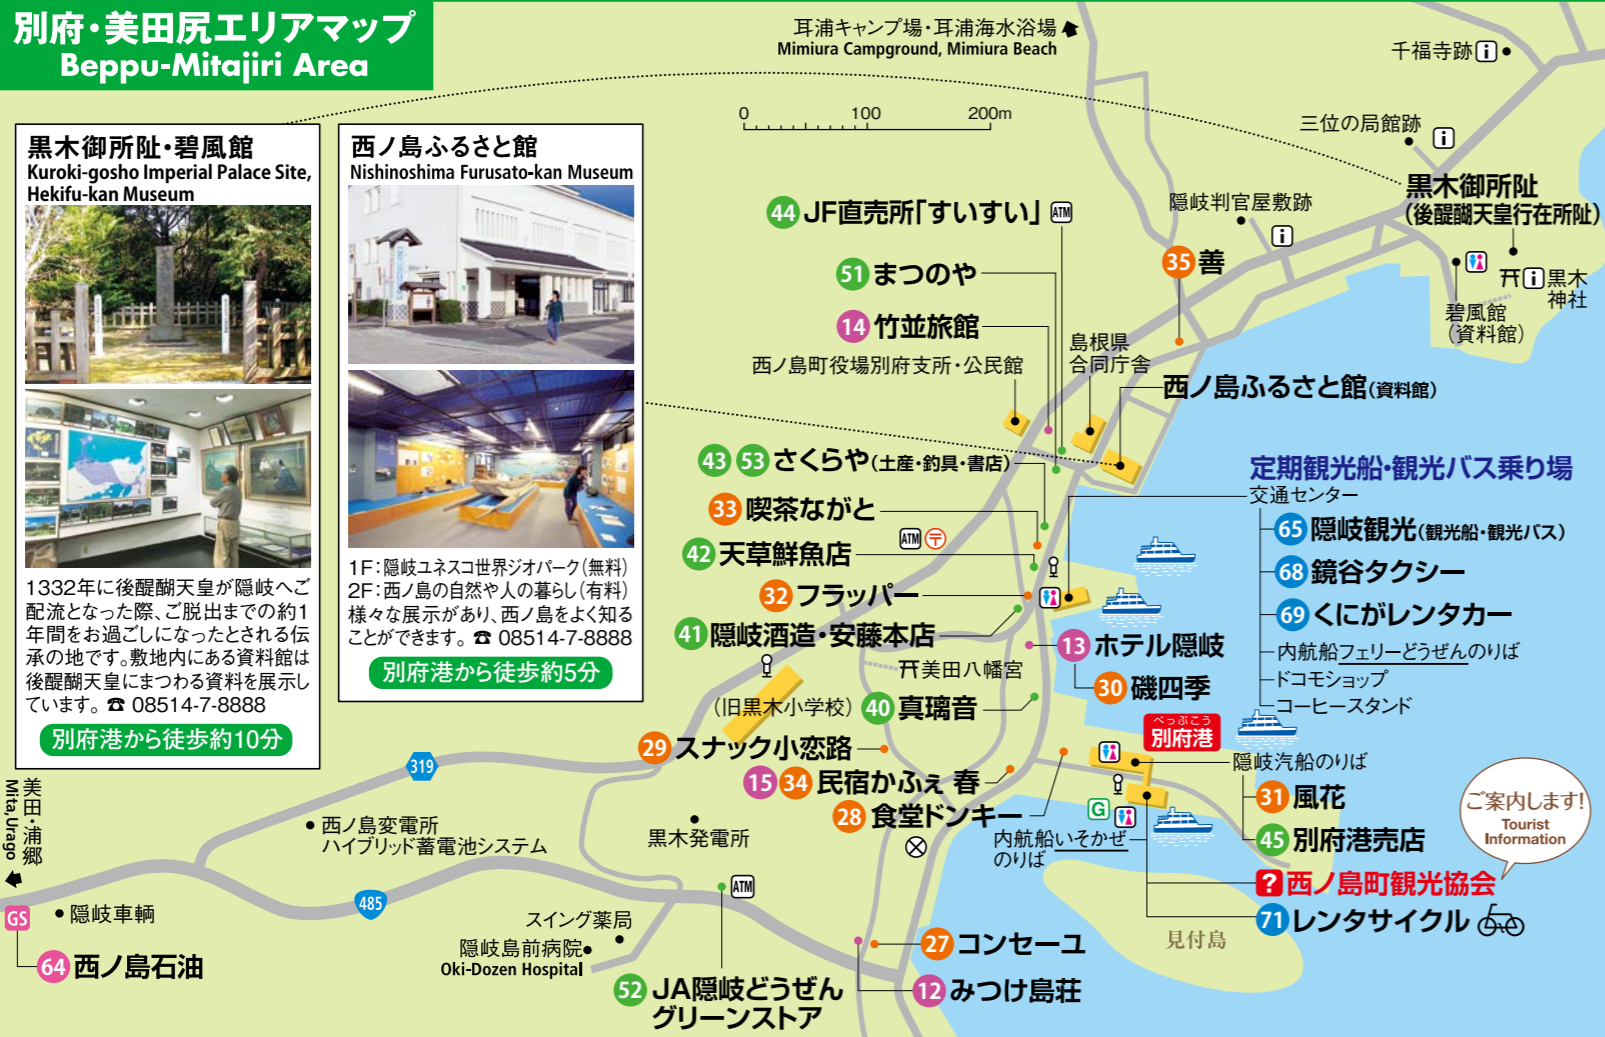 別府・美田尻エリアマップ
Beppu-Mitajiri Area
耳浦キャンプ場・耳浦海水浴場
Mimiura Campground, Mimiura Beach
千福寺跡 i
0 100 200m
三位の局館跡
i
黒木御所址・碧風館
Kuroki-gosho Imperial Palace Site,
Hekifu-kan Museum
1332年に後醍醐天皇が隠岐へご
配流となった際、ご脱出までの約1
年間をお過ごしになったとされる伝
承の地です。敷地内にある資料館は
後醍醐天皇にまつわる資料を展示し
ています。☎ 08514-7-8888
別府港から徒歩約10分
西ノ島ふるさと館
Nishinoshima Furusato-kan Museum
1F:隠岐ユネスコ世界ジオパーク(無料)
2F:西ノ島の自然や人の暮らし(有料)
様々な展示があり、西ノ島をよく知る
ことができます。☎ 08514-7-8888
別府港から徒歩約5分
黒木御所址
(後醍醐天皇行在所址)
隠岐判官屋敷跡
i
44 JF直売所「すいすい」 ATM
35 善
51 まつのや
i 黒木
神社
碧風館
(資料館)
14 竹並旅館
島根県
合同庁舎
西ノ島町役場別府支所・公民館
西ノ島ふるさと館(資料館)
43 53 さくらや(土産・釣具・書店)
定期観光船・観光バス乗り場
交通センター
33 喫茶ながと
65 隠岐観光(観光船・観光バス)
ATM 〒
42 天草鮮魚店
68 鏡谷タクシー
32 フラッパー
69 くにがレンタカー
41 隠岐酒造・安藤本店
13 ホテル隠岐
内航船フェリーどうぜんのりば
美田八幡宮
ドコモショップ
30 磯四季
コーヒースタンド
(旧黒木小学校)
40 真璃音
べっぷこう
別府港
29 スナック小恋路
隠岐汽船のりば
319
15 34 民宿かふぇ 春
31 風花
28 食堂ドンキー
G
ご案内します!
Tourist
Information
美田・浦郷
Mita,Urago
西ノ島変電所
ハイブリッド蓄電池システム
黒木発電所
内航船いそかぜ
のりば
45 別府港売店
? 西ノ島町観光協会
ATM
485
71 レンタサイクル
GS
隠岐車輌
スイング薬局
見付島
27 コンセーユ
隠岐島前病院
Oki-Dozen Hospital
64 西ノ島石油
52 JA隠岐どうぜん
グリーンストア
12 みつけ島荘